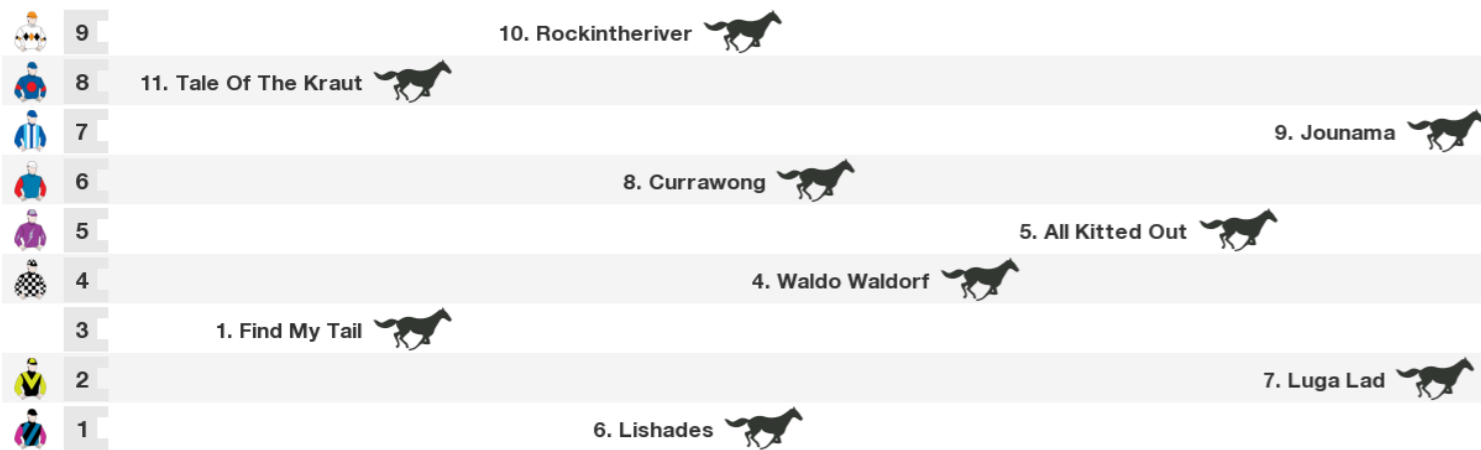 9 10. Rockintheriver
8 11. Tale Of The Kraut
7 9. Jounama
6 8. Currawong
5 5. All Kitted Out
4 4. Waldo Waldorf
3 1. Find My Tail
2 7. Luga Lad
1 6. Lishades